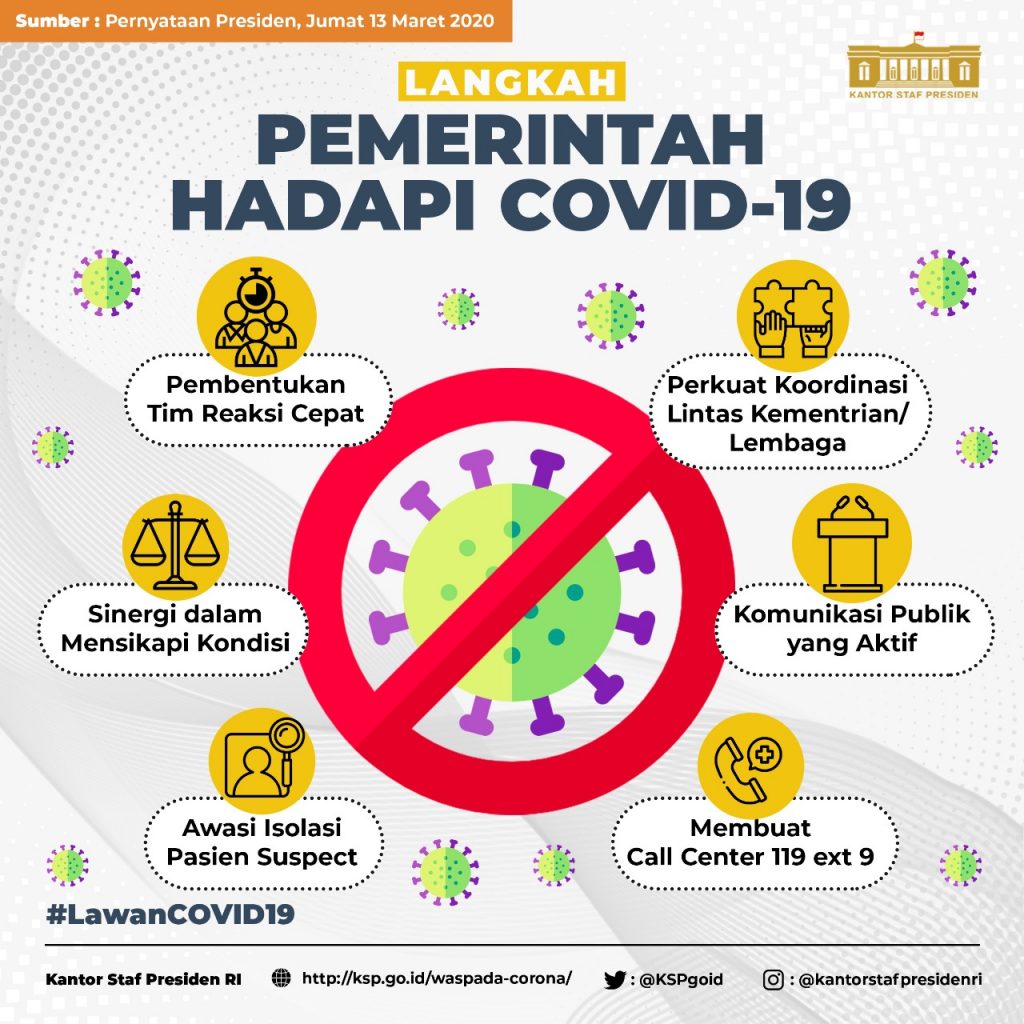 Sumber : Pernyataan Presiden, Jumat 13 Maret 2020
KANTOR STAF PRESIDEN
LANGKAH
PEMERINTAH
HADAPI COVID-19
Pembentukan
Tim Reaksi Cepat
Perkuat Koordinasi
Lintas Kementrian/
Lembaga
Sinergi dalam
Mensikapi Kondisi
Komunikasi Publik
yang Aktif
Awasi Isolasi
Pasien Suspect
Membuat
Call Center 119 ext 9
#LawanCOVID19
Kantor Staf Presiden RI http://ksp.go.id/waspada-corona/ : @KSPgoid : @kantorstafpresidenri